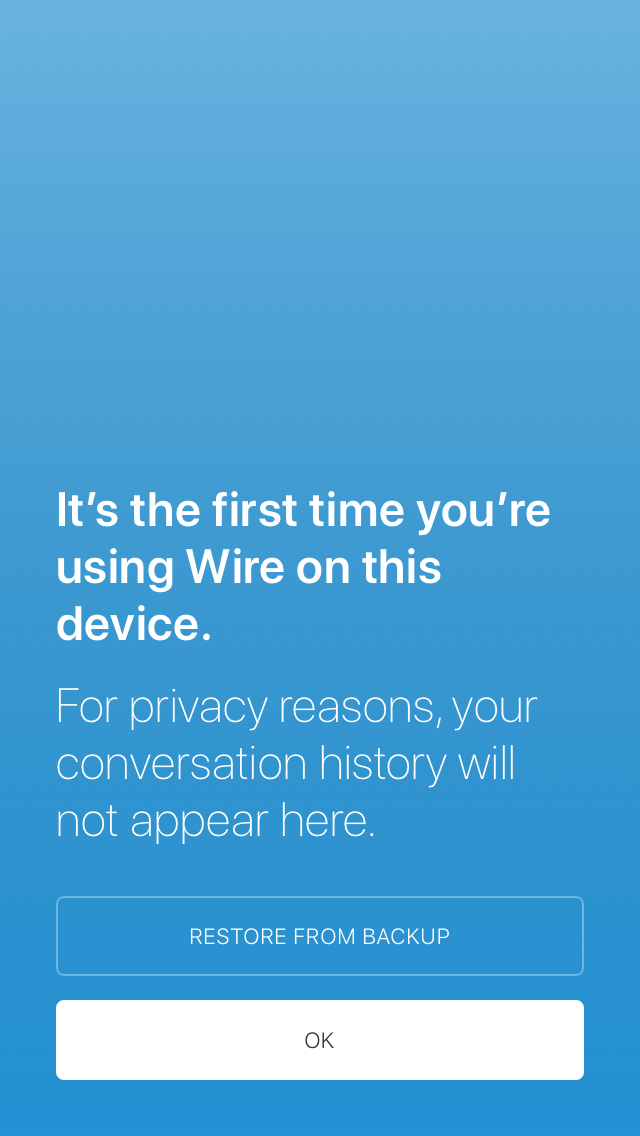 It’s the first time you’re
using Wire on this
device.
For privacy reasons, your
conversation history will
not appear here.
RESTORE FROM BACKUP
OK